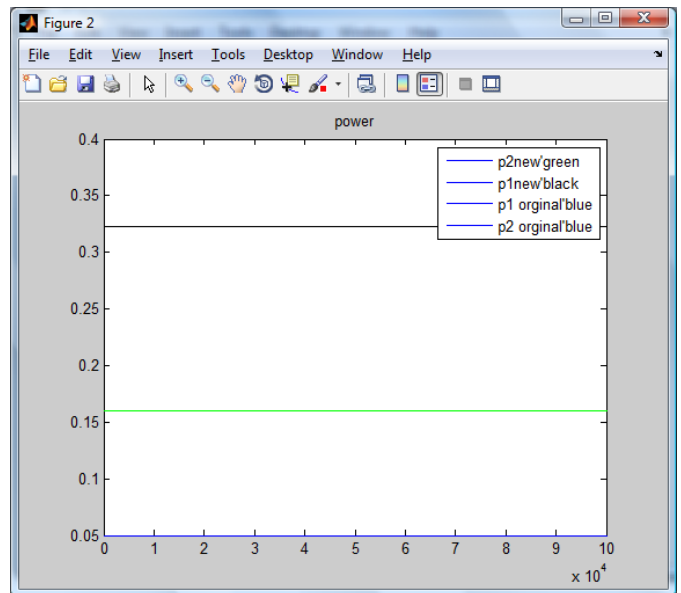 Figure 2
File Edit View Insert Tools Desktop Window Help
power
0.4
0.35
0.3
0.25
0.2
0.15
0.1
0.05
p2new'green
p1new'black
p1 orginal'blue
p2 orginal'blue
0 1 2 3 4 5 6 7 8 9 10
x 10^4